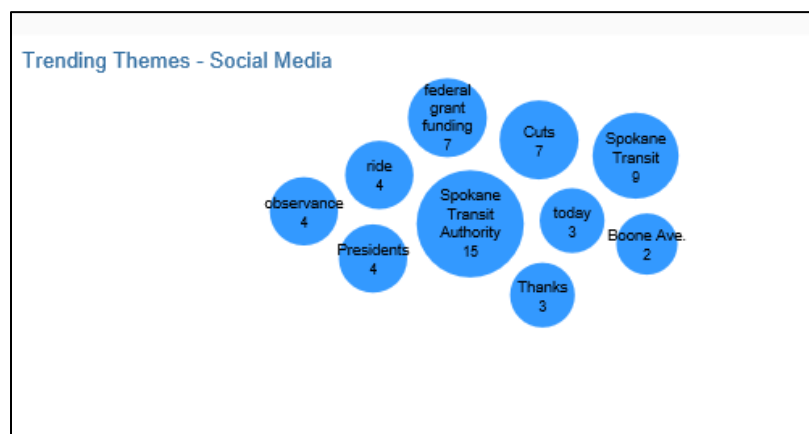 Trending Themes - Social Media
federal
grant
funding
7
Cuts
7
Spokane
Transit
9
ride
4
observance
4
Spokane
Transit
Authority
15
today
3
Boone Ave.
2
Presidents
4
Thanks
3